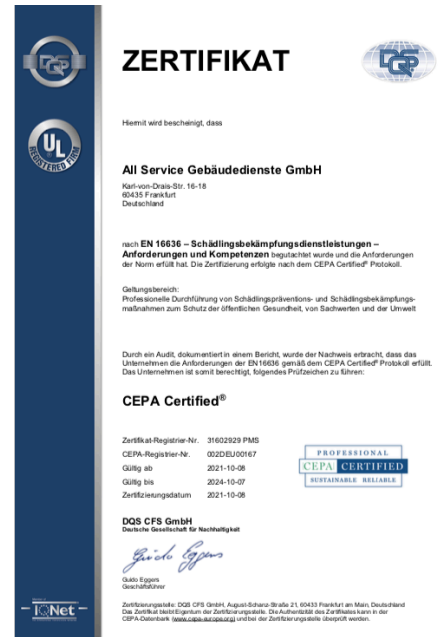 DQS
ZERTIFIKAT
DQS
UL
REGISTERED FIRM
Hiermit wird bescheinigt, dass
All Service Gebäudedienste GmbH
Karl-von-Drais-Str. 16-18
60435 Frankfurt
Deutschland
nach EN 16636 – Schädlingsbekämpfungsdienstleistungen –
Anforderungen und Kompetenzen begutachtet wurde und die Anforderungen
der Norm erfüllt hat. Die Zertifizierung erfolgte nach dem CEPA Certified® Protokoll.
Geltungsbereich:
Professionelle Durchführung von Schädlingspräventions- und Schädlingsbekämpfungs-
maßnahmen zum Schutz der öffentlichen Gesundheit, von Sachwerten und der Umwelt
Durch ein Audit, dokumentiert in einem Bericht, wurde der Nachweis erbracht, dass das
Unternehmen die Anforderungen der EN16636 gemäß dem CEPA Certified® Protokoll erfüllt.
Das Unternehmen ist somit berechtigt, folgendes Prüfzeichen zu führen:
CEPA Certified®
Zertifikat-Registrier-Nr. 31602929 PMS
CEPA-Registrier-Nr. 002DEU00167
Gültig ab 2021-10-08
Gültig bis 2024-10-07
Zertifizierungsdatum 2021-10-08
PROFESSIONAL
CEPA CERTIFIED
SUSTAINABLE RELIABLE
DQS CFS GmbH
Deutsche Gesellschaft für Nachhaltigkeit
Guido Eggers
Guido Eggers
Geschäftsführer
IQNet
Zertifizierungsstelle: DQS CFS GmbH, August-Schanz-Straße 21, 60433 Frankfurt am Main, Deutschland
Das Zertifikat bleibt Eigentum der Zertifizierungsstelle. Die Authentizität des Zertifikates kann in der
CEPA-Datenbank (www.cepa-europe.org) und bei der Zertifizierungsstelle überprüft werden.